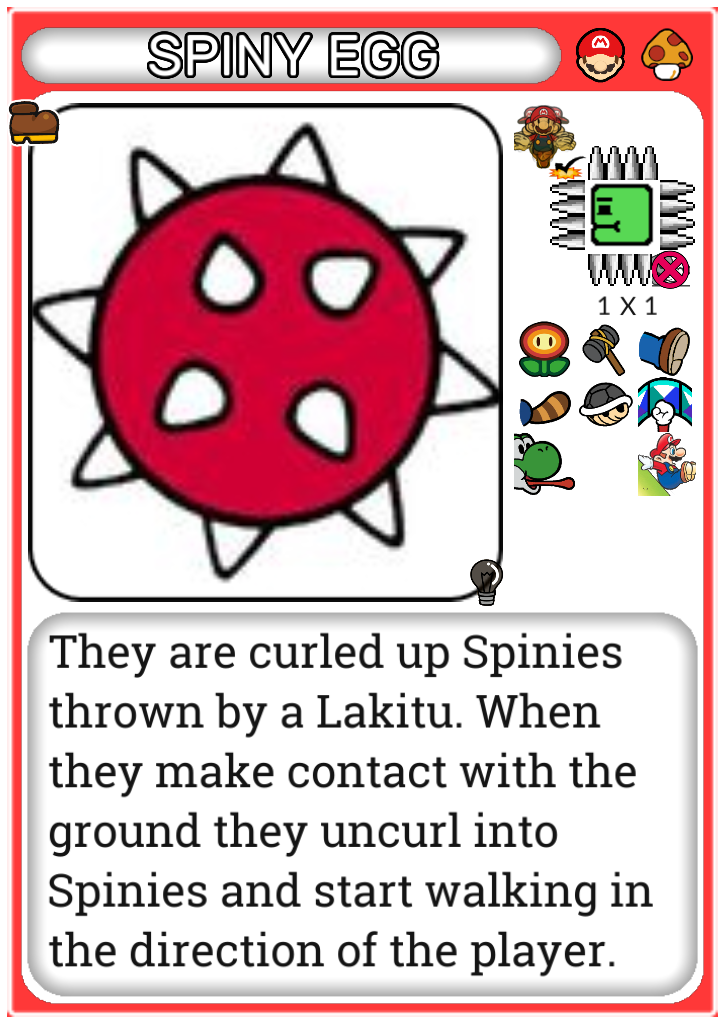 SPINY EGG
1 X 1
They are curled up Spinies
thrown by a Lakitu. When
they make contact with the
ground they uncurl into
Spinies and start walking in
the direction of the player.